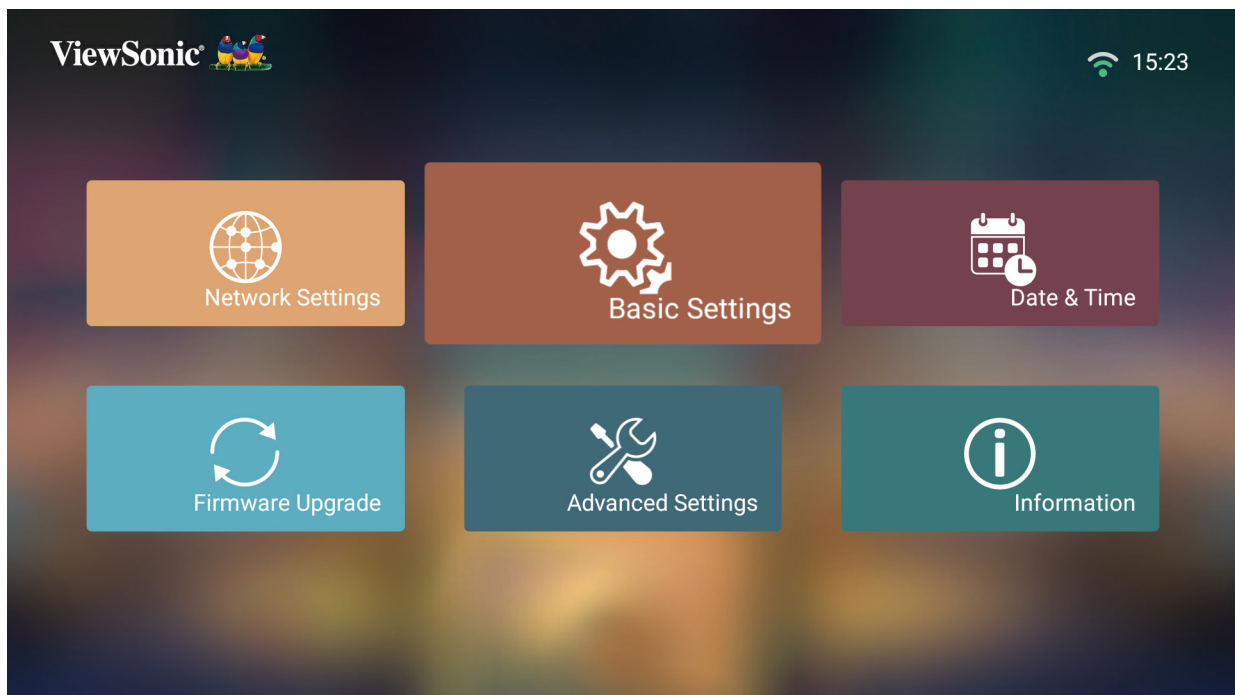 ViewSonic®
15:23
Network Settings
Basic Settings
Date & Time
Firmware Upgrade
Advanced Settings
Information